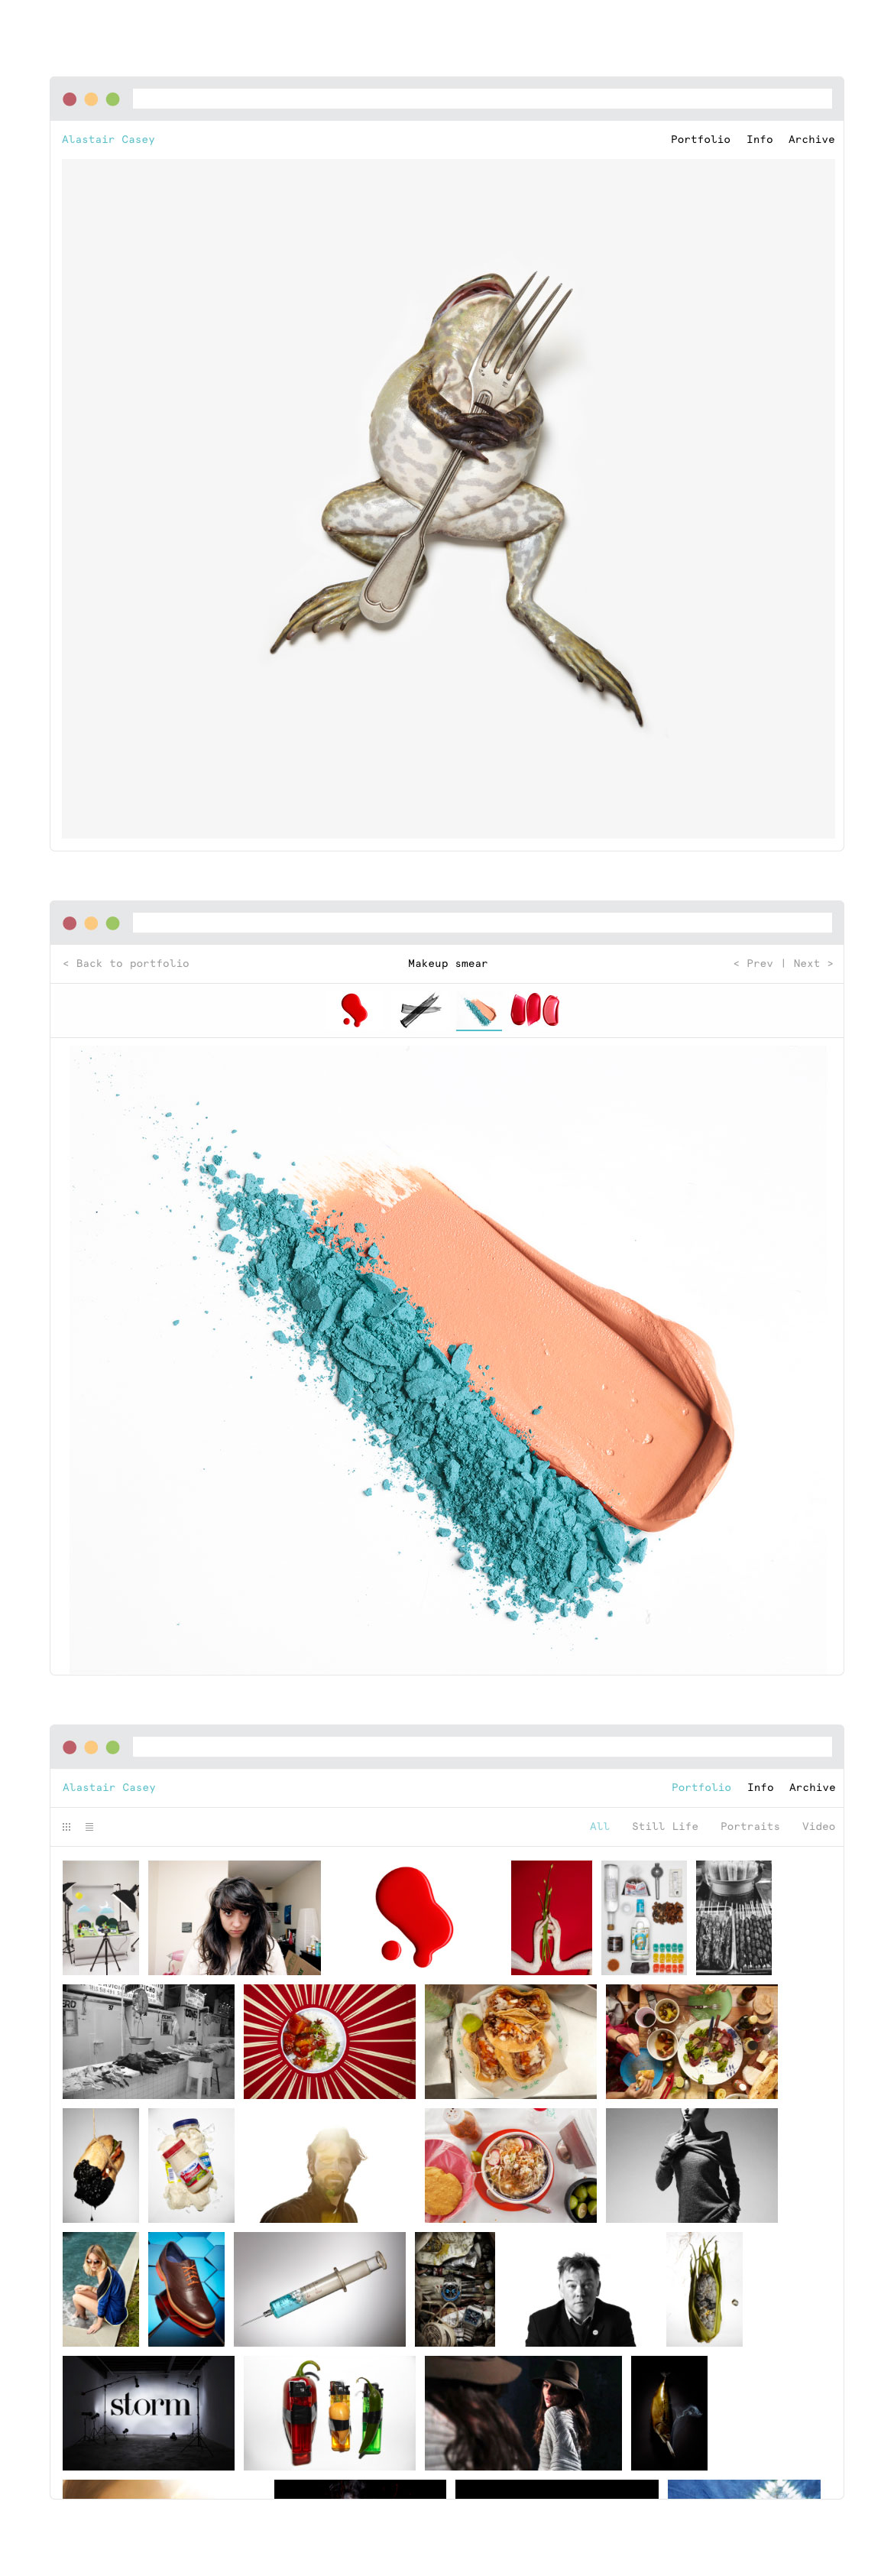 Alastair Casey
Portfolio Info Archive
< Back to portfolio
Makeup smear
< Prev | Next >
Alastair Casey
Portfolio Info Archive
All Still Life Portraits Video
storm